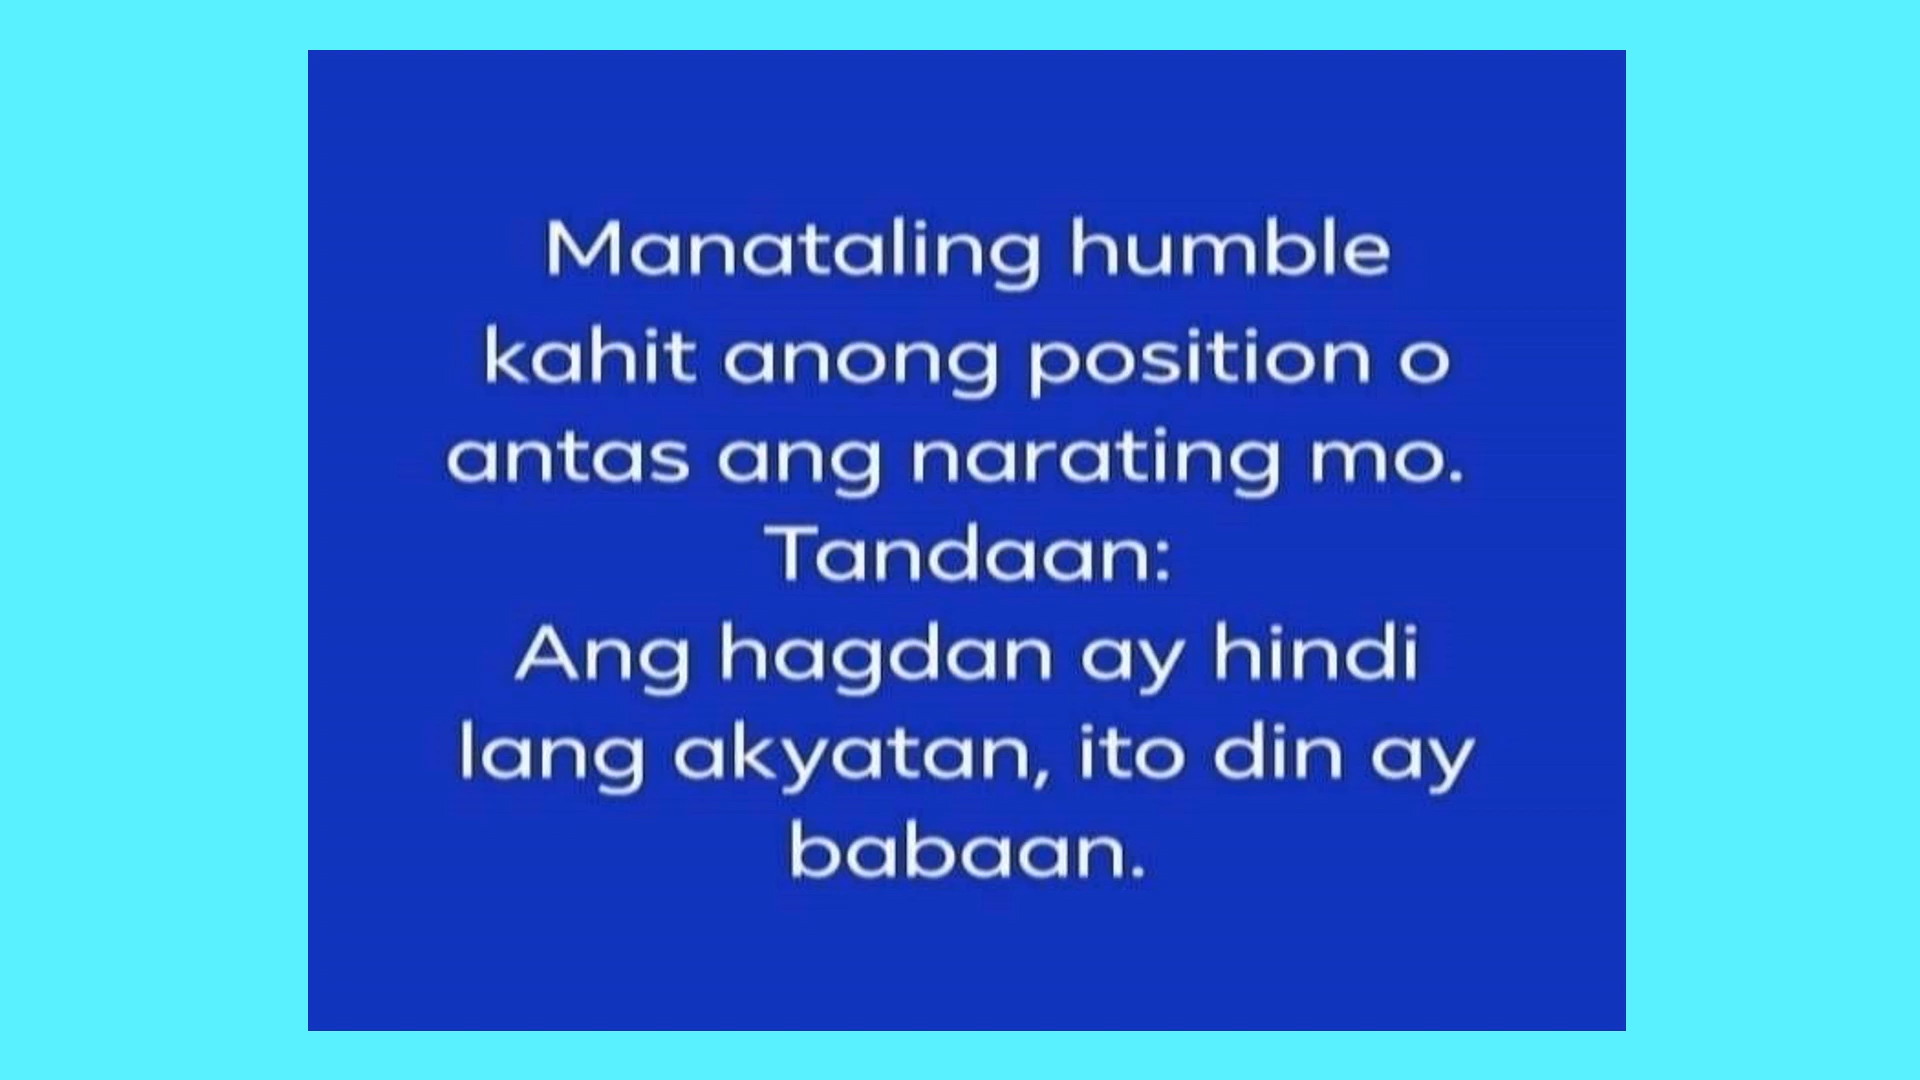 Manataling humble
kahit anong position o
antas ang narating mo.
Tandaan:
Ang hagdan ay hindi
lang akyatan, ito din ay
babaan.